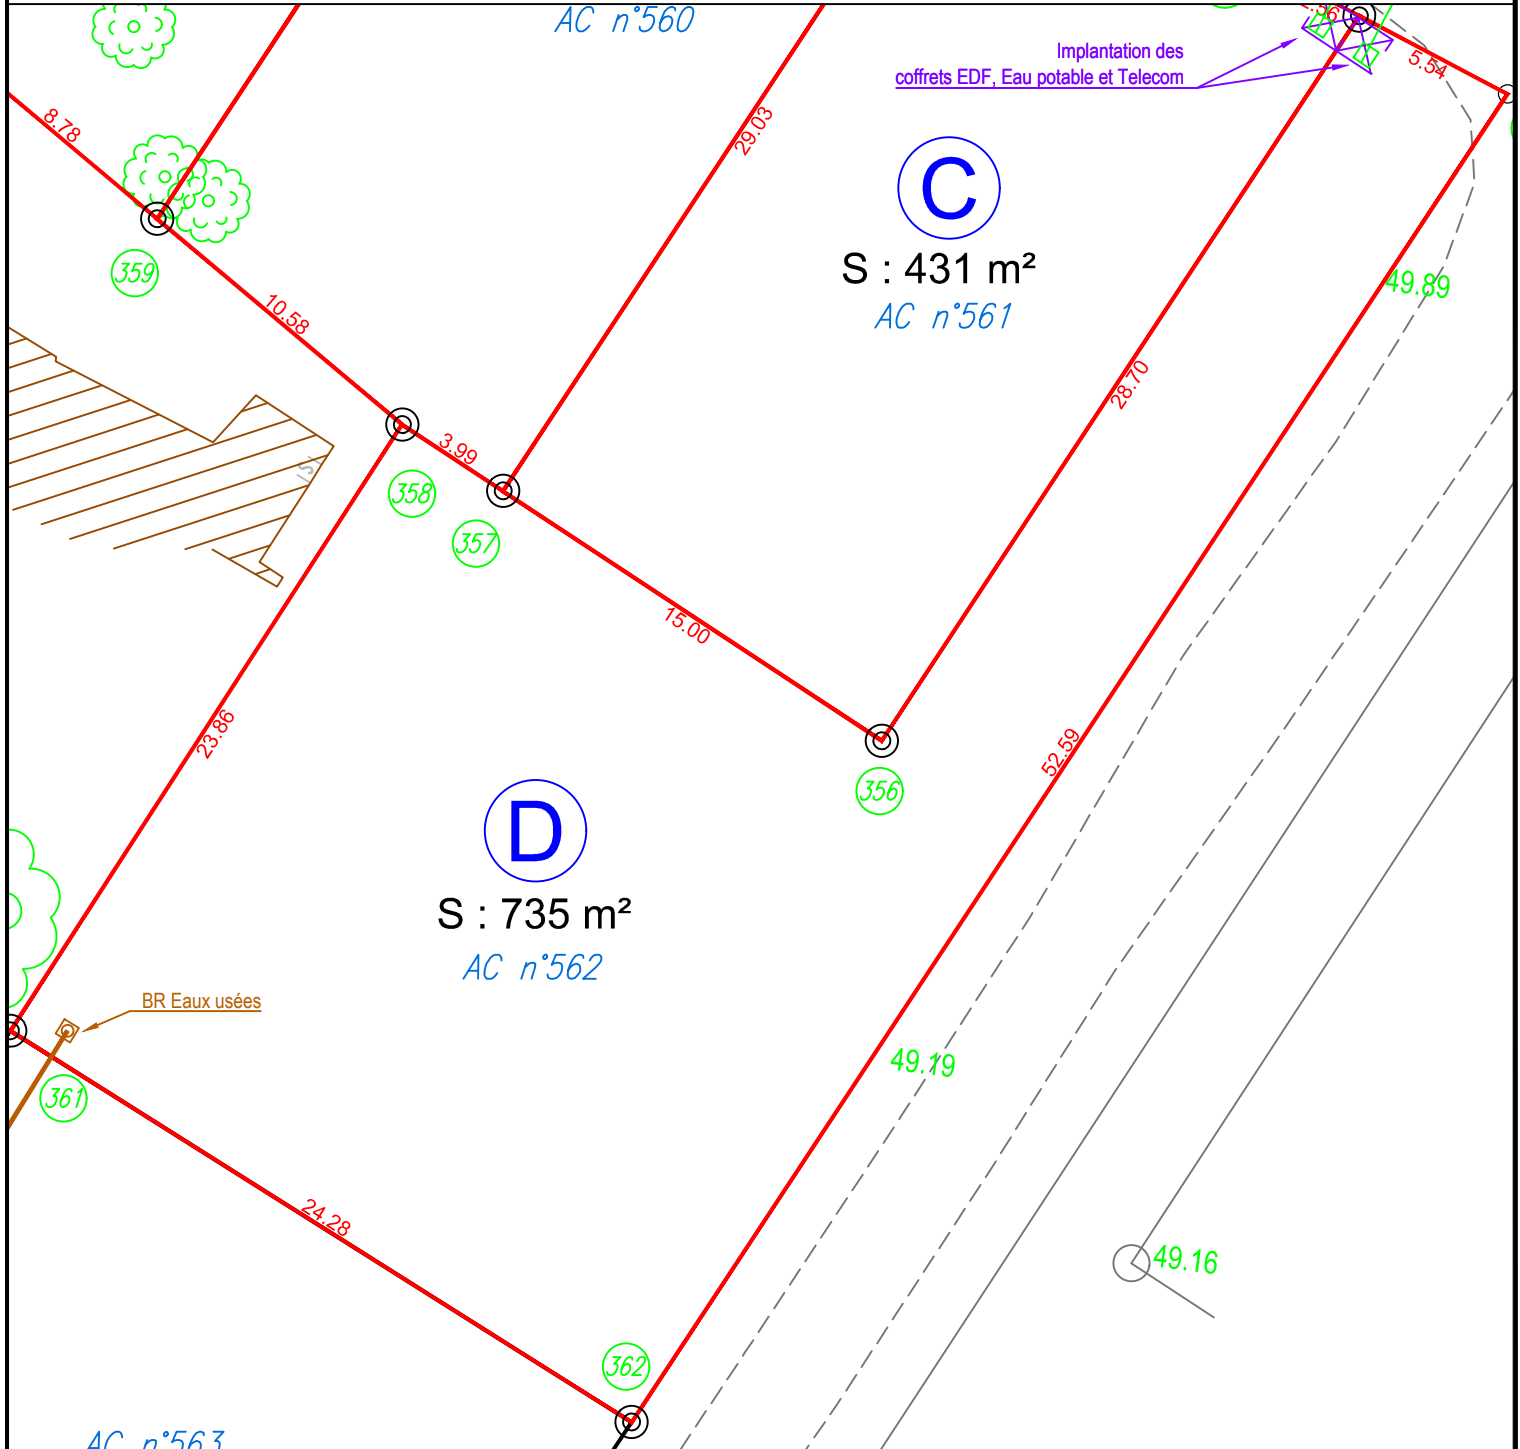 AC n°560
Implantation des
coffrets EDF, Eau potable et Telecom
5.54
8.78
29.03
C
S : 431 m²
AC n°561
359
49.89
10.58
28.70
3.99
358
357
15.00
23.86
52.59
356
D
S : 735 m²
AC n°562
BR Eaux usées
49.19
361
24.28
49.16
362
AC n°563